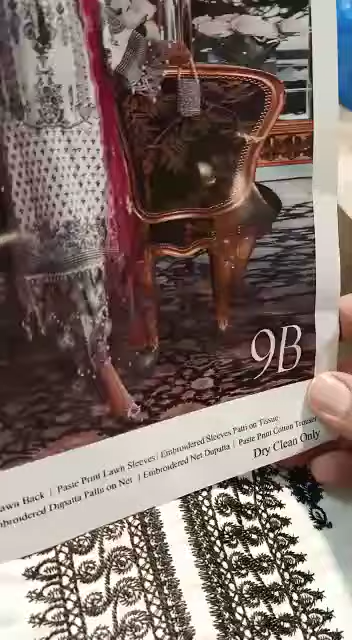 9B
Lawn Back | Paste Print Lawn Sleeves | Embroidered Sleeves Patti on Tissue
Embroidered Dupatta Patti on Net | Embroidered Net Dupatta | Paste Print Cotton Trouser
Dry Clean Only